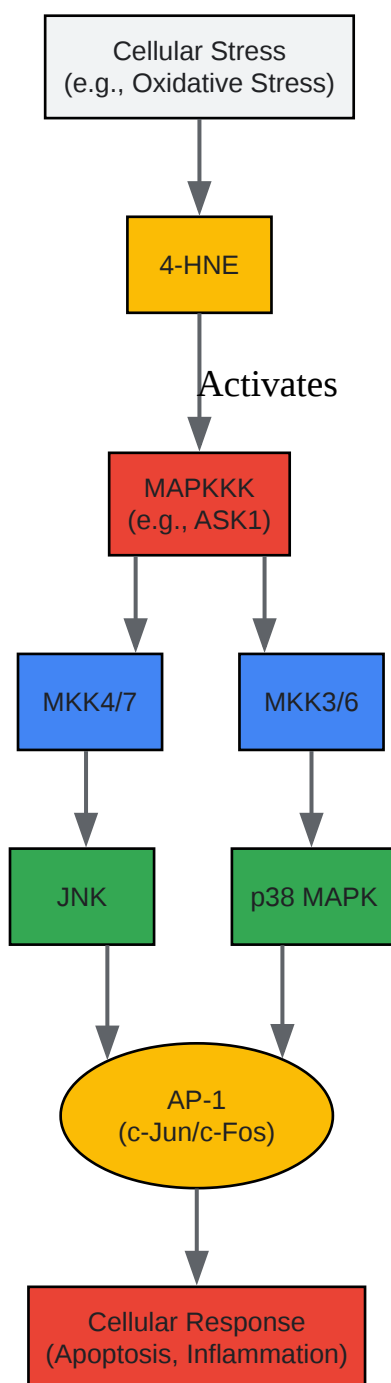 Cellular Stress
(e.g., Oxidative Stress)
4-HNE
Activates
MAPKKK
(e.g., ASK1)
MKK4/7
MKK3/6
JNK
p38 MAPK
AP-1
(c-Jun/c-Fos)
Cellular Response
(Apoptosis, Inflammation)